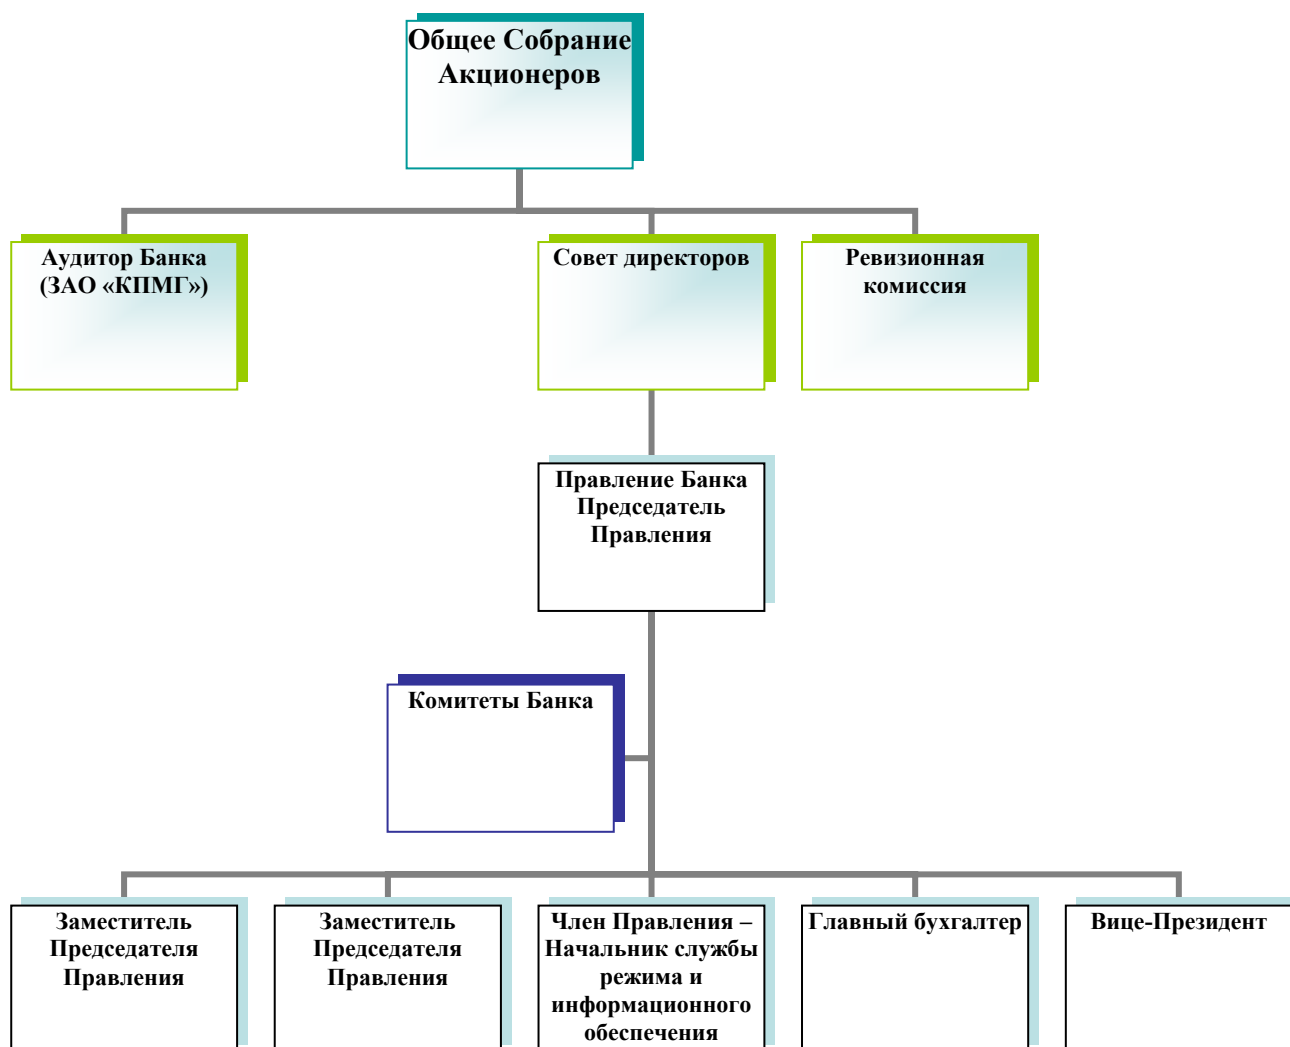 Общее Собрание
Акционеров
Аудитор Банка
(ЗАО «КПМГ»)
Совет директоров
Ревизионная
комиссия
Правление Банка
Председатель
Правления
Комитеты Банка
Заместитель
Председателя
Правления
Заместитель
Председателя
Правления
Член Правления –
Начальник службы
режима и
информационного
обеспечения
Главный бухгалтер
Вице-Президент